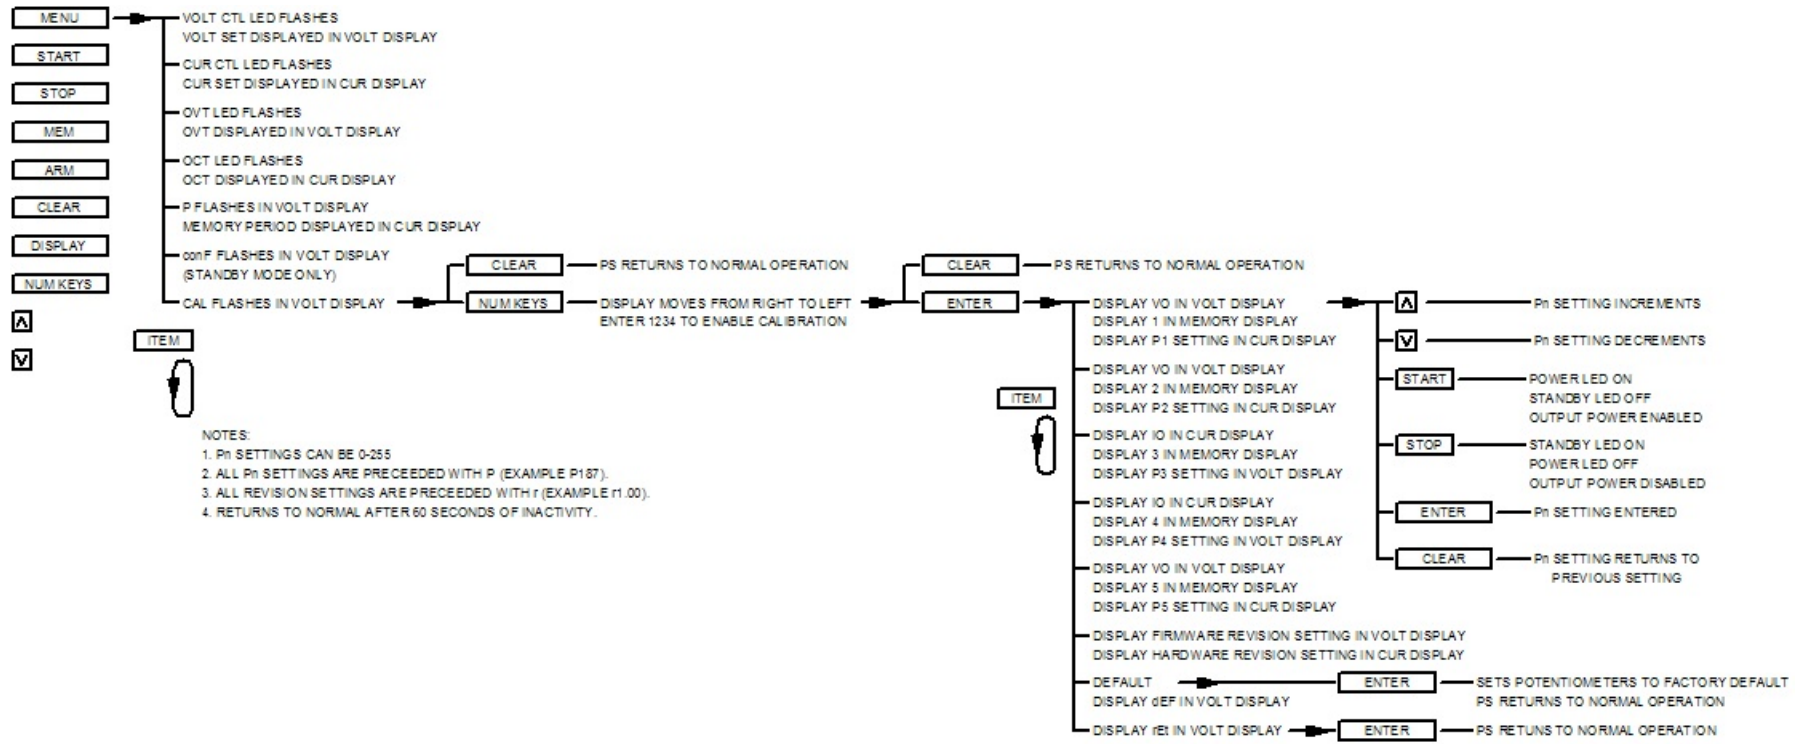 MENU
START
STOP
MEM
ARM
CLEAR
DISPLAY
NUM KEYS
VOLT CTL LED FLASHES
VOLT SET DISPLAYED IN VOLT DISPLAY
CUR CTL LED FLASHES
CUR SET DISPLAYED IN CUR DISPLAY
OVT LED FLASHES
OVT DISPLAYED IN VOLT DISPLAY
OCT LED FLASHES
OCT DISPLAYED IN CUR DISPLAY
P FLASHES IN VOLT DISPLAY
MEMORY PERIOD DISPLAYED IN CUR DISPLAY
conF FLASHES IN VOLT DISPLAY
(STANDBY MODE ONLY)
CAL FLASHES IN VOLT DISPLAY
ITEM
CLEAR
PS RETURNS TO NORMAL OPERATION
NUM KEYS
DISPLAY MOVES FROM RIGHT TO LEFT
ENTER 1234 TO ENABLE CALIBRATION
CLEAR
PS RETURNS TO NORMAL OPERATION
ENTER
ITEM
DISPLAY VO IN VOLT DISPLAY
DISPLAY 1 IN MEMORY DISPLAY
DISPLAY P1 SETTING IN CUR DISPLAY
DISPLAY VO IN VOLT DISPLAY
DISPLAY 2 IN MEMORY DISPLAY
DISPLAY P2 SETTING IN CUR DISPLAY
DISPLAY IO IN CUR DISPLAY
DISPLAY 3 IN MEMORY DISPLAY
DISPLAY P3 SETTING IN VOLT DISPLAY
DISPLAY IO IN CUR DISPLAY
DISPLAY 4 IN MEMORY DISPLAY
DISPLAY P4 SETTING IN VOLT DISPLAY
DISPLAY VO IN VOLT DISPLAY
DISPLAY 5 IN MEMORY DISPLAY
DISPLAY P5 SETTING IN CUR DISPLAY
DISPLAY FIRMWARE REVISION SETTING IN VOLT DISPLAY
DISPLAY HARDWARE REVISION SETTING IN CUR DISPLAY
DEFAULT
DISPLAY dEF IN VOLT DISPLAY
ENTER
SETS POTENTIOMETERS TO FACTORY DEFAULT
PS RETURNS TO NORMAL OPERATION
DISPLAY rEt IN VOLT DISPLAY
ENTER
PS RETUNS TO NORMAL OPERATION
Pn SETTING INCREMENTS
Pn SETTING DECREMENTS
START
POWER LED ON
STANDBY LED OFF
OUTPUT POWER ENABLED
STOP
STANDBY LED ON
POWER LED OFF
OUTPUT POWER DISABLED
ENTER
Pn SETTING ENTERED
CLEAR
Pn SETTING RETURNS TO
PREVIOUS SETTING
NOTES:
1. Pn SETTINGS CAN BE 0-255
2. ALL Pn SETTINGS ARE PRECEEDED WITH P (EXAMPLE P187).
3. ALL REVISION SETTINGS ARE PRECEEDED WITH r (EXAMPLE r1.00).
4. RETURNS TO NORMAL AFTER 60 SECONDS OF INACTIVITY.